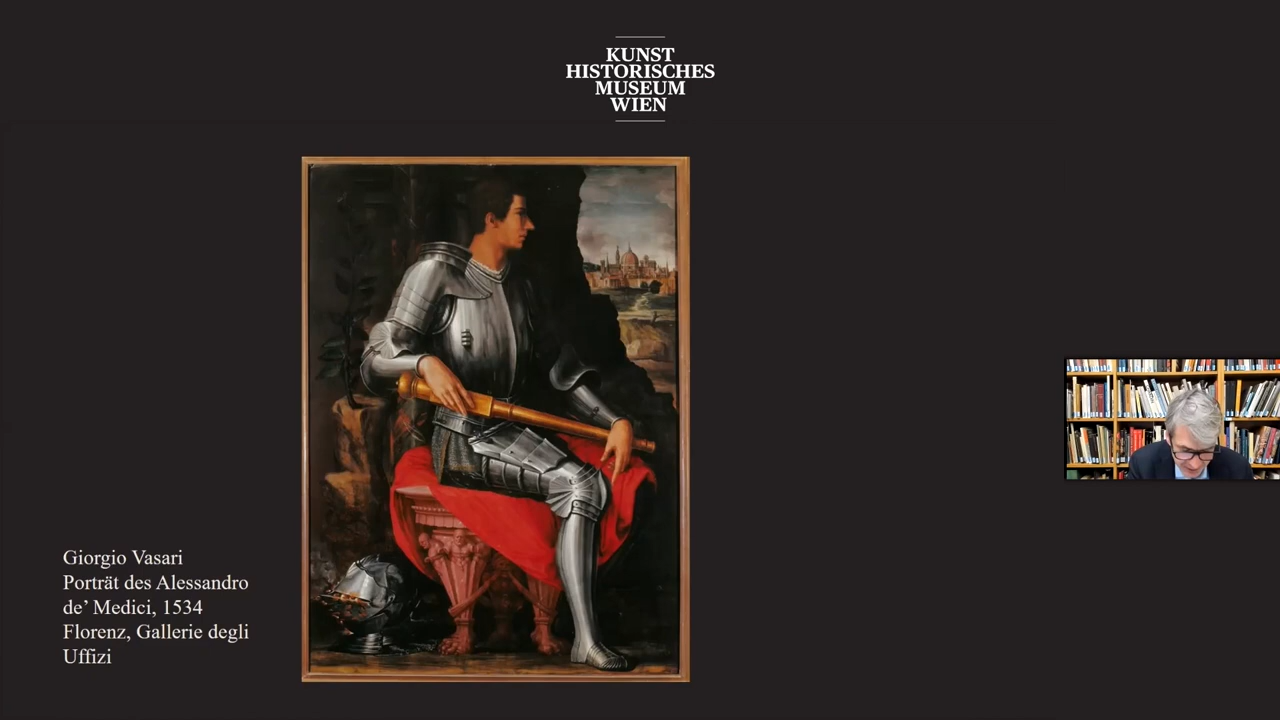 KUNST
HISTORISCHES
MUSEUM
WIEN
Giorgio Vasari
Porträt des Alessandro
de’ Medici, 1534
Florenz, Gallerie degli
Uffizi